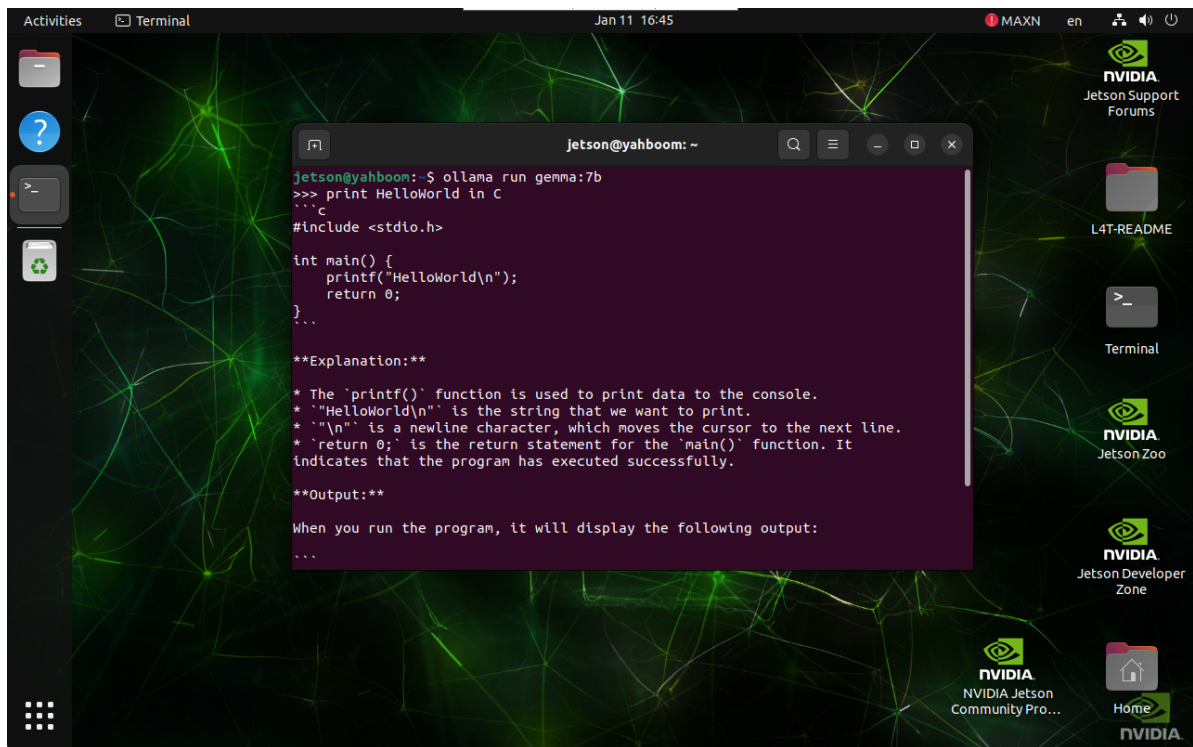 Activities
Terminal
Jan 11 16:45
MAXN
en
NVIDIA.
Jetson Support
Forums
jetson@yahboom: ~
jetson@yahboom:~$ ollama run gemma:7b
>>> print HelloWorld in C
```c
#include <stdio.h>
int main() {
    printf("HelloWorld\n");
    return 0;
}
```
**Explanation:**
* The `printf()` function is used to print data to the console.
* `"HelloWorld\n"` is the string that we want to print.
* `"\n"` is a newline character, which moves the cursor to the next line.
* `return 0;` is the return statement for the `main()` function. It
indicates that the program has executed successfully.
**Output:**
When you run the program, it will display the following output:
```
L4T-README
Terminal
NVIDIA.
Jetson Zoo
NVIDIA.
Jetson Developer
Zone
NVIDIA.
NVIDIA Jetson
Community Pro...
Home
NVIDIA.